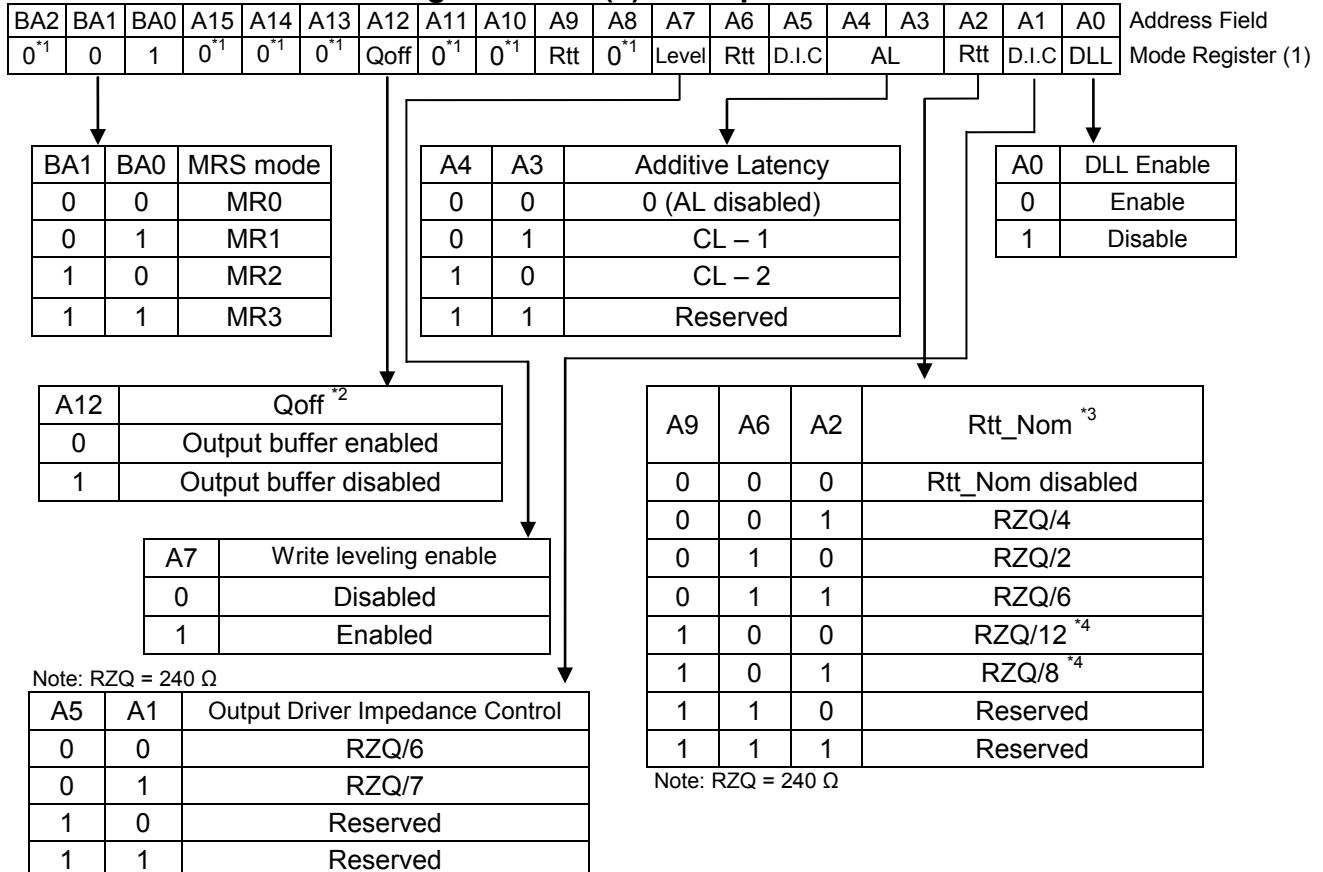 BA2 BA1 BA0 A15 A14 A13 A12 A11 A10 A9 A8 A7 A6 A5 A4 A3 A2 A1 A0 Address Field
0*1 0 1 0*1 0*1 0*1 Qoff 0*1 0*1 Rtt 0*1 Level Rtt D.I.C AL Rtt D.I.C DLL Mode Register (1)
BA1 BA0 MRS mode
0 0 MR0
0 1 MR1
1 0 MR2
1 1 MR3
A4 A3 Additive Latency
0 0 0 (AL disabled)
0 1 CL – 1
1 0 CL – 2
1 1 Reserved
A0 DLL Enable
0 Enable
1 Disable
A12 Qoff *2
0 Output buffer enabled
1 Output buffer disabled
A7 Write leveling enable
0 Disabled
1 Enabled
Note: RZQ = 240 Ω
A5 A1 Output Driver Impedance Control
0 0 RZQ/6
0 1 RZQ/7
1 0 Reserved
1 1 Reserved
A9 A6 A2 Rtt_Nom *3
0 0 0 Rtt_Nom disabled
0 0 1 RZQ/4
0 1 0 RZQ/2
0 1 1 RZQ/6
1 0 0 RZQ/12 *4
1 0 1 RZQ/8 *4
1 1 0 Reserved
1 1 1 Reserved
Note: RZQ = 240 Ω